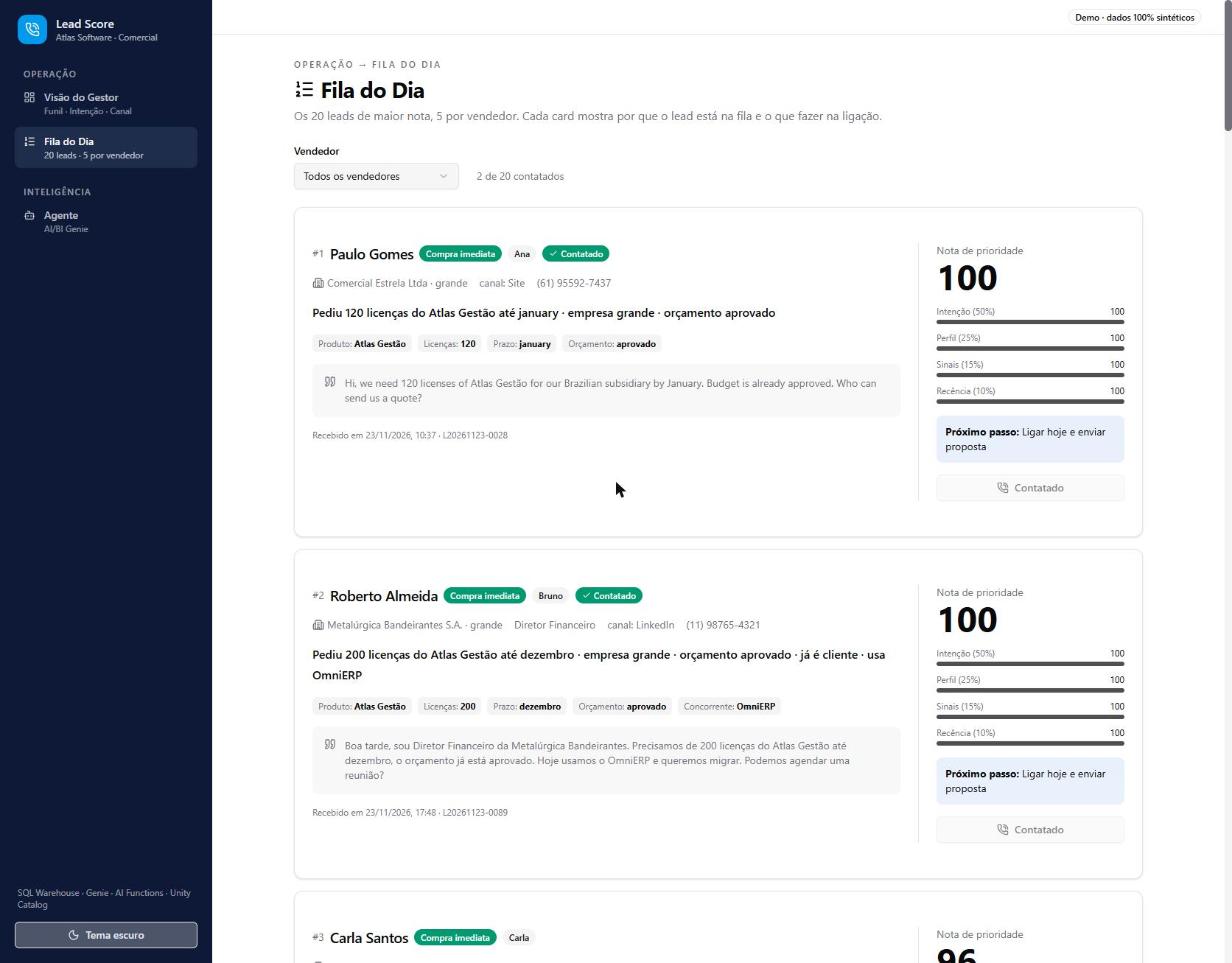 Lead Score
Atlas Software · Comercial
OPERAÇÃO
Visão do Gestor
Funil · Intenção · Canal
Fila do Dia
20 leads · 5 por vendedor
INTELIGÊNCIA
Agente
AI/BI Genie
SQL Warehouse · Genie · AI Functions · Unity
Catalog
Tema escuro
Demo · dados 100% sintéticos
OPERAÇÃO → FILA DO DIA
Fila do Dia
Os 20 leads de maior nota, 5 por vendedor. Cada card mostra por que o lead está na fila e o que fazer na ligação.
Vendedor
Todos os vendedores
2 de 20 contatados
#1 Paulo Gomes Compra imediata Ana Contatado
Comercial Estrela Ltda · grande canal: Site (61) 95592-7437
Pediu 120 licenças do Atlas Gestão até january · empresa grande · orçamento aprovado
Produto: Atlas Gestão Licenças: 120 Prazo: january Orçamento: aprovado
Hi, we need 120 licenses of Atlas Gestão for our Brazilian subsidiary by January. Budget is already approved. Who can
send us a quote?
Recebido em 23/11/2026, 10:37 · L20261123-0028
Nota de prioridade
100
Intenção (50%) 100
Perfil (25%) 100
Sinais (15%) 100
Recência (10%) 100
Próximo passo: Ligar hoje e enviar
proposta
Contatado
#2 Roberto Almeida Compra imediata Bruno Contatado
Metalúrgica Bandeirantes S.A. · grande Diretor Financeiro canal: LinkedIn (11) 98765-4321
Pediu 200 licenças do Atlas Gestão até dezembro · empresa grande · orçamento aprovado · já é cliente · usa
OmniERP
Produto: Atlas Gestão Licenças: 200 Prazo: dezembro Orçamento: aprovado Concorrente: OmniERP
Boa tarde, sou Diretor Financeiro da Metalúrgica Bandeirantes. Precisamos de 200 licenças do Atlas Gestão até
dezembro, o orçamento já está aprovado. Hoje usamos o OmniERP e queremos migrar. Podemos agendar uma
reunião?
Recebido em 23/11/2026, 17:48 · L20261123-0089
Nota de prioridade
100
Intenção (50%) 100
Perfil (25%) 100
Sinais (15%) 100
Recência (10%) 100
Próximo passo: Ligar hoje e enviar
proposta
Contatado
#3 Carla Santos Compra imediata Carla
Nota de prioridade
96